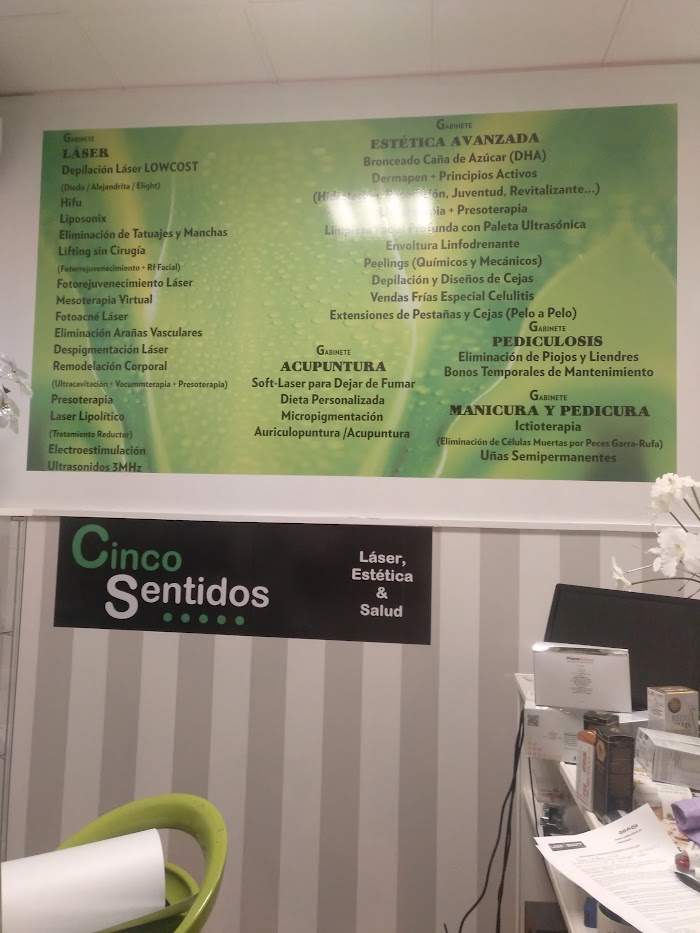 GABINETE
LÁSER
Depilación Láser LOWCOST
(Diodo / Alejandrita / Elight)
Hifu
Liposonix
Eliminación de Tatuajes y Manchas
Lifting sin Cirugía
(Fotorrejuvenecimiento + Rf Facial)
Fotorejuvenecimiento Láser
Mesoterapia Virtual
Fotoacné Láser
Eliminación Arañas Vasculares
Despigmentación Láser
Remodelación Corporal
(Ultracavitación + Vacummterapia + Presoterapia)
Presoterapia
Laser Lipolítico
(Tratamiento Reductor)
Electroestimulación
Ultrasonidos 3MHz
GABINETE
ACUPUNTURA
Soft-Laser para Dejar de Fumar
Dieta Personalizada
Micropigmentación
Auriculopuntura /Acupuntura
GABINETE
ESTÉTICA AVANZADA
Bronceado Caña de Azúcar (DHA)
Dermapen + Principios Activos
Juventud, Revitalizante...)
+ Presoterapia
Limpieza Facial Profunda con Paleta Ultrasónica
Envoltura Linfodrenante
Peelings (Químicos y Mecánicos)
Depilación y Diseños de Cejas
Vendas Frías Especial Celulitis
Extensiones de Pestañas y Cejas (Pelo a Pelo)
GABINETE
PEDICULOSIS
Eliminación de Piojos y Liendres
Bonos Temporales de Mantenimiento
GABINETE
MANICURA Y PEDICURA
Ictioterapia
(Eliminación de Células Muertas por Peces Garra-Rufa)
Uñas Semipermanentes
Cinco
Sentidos
Láser,
Estética
&
Salud